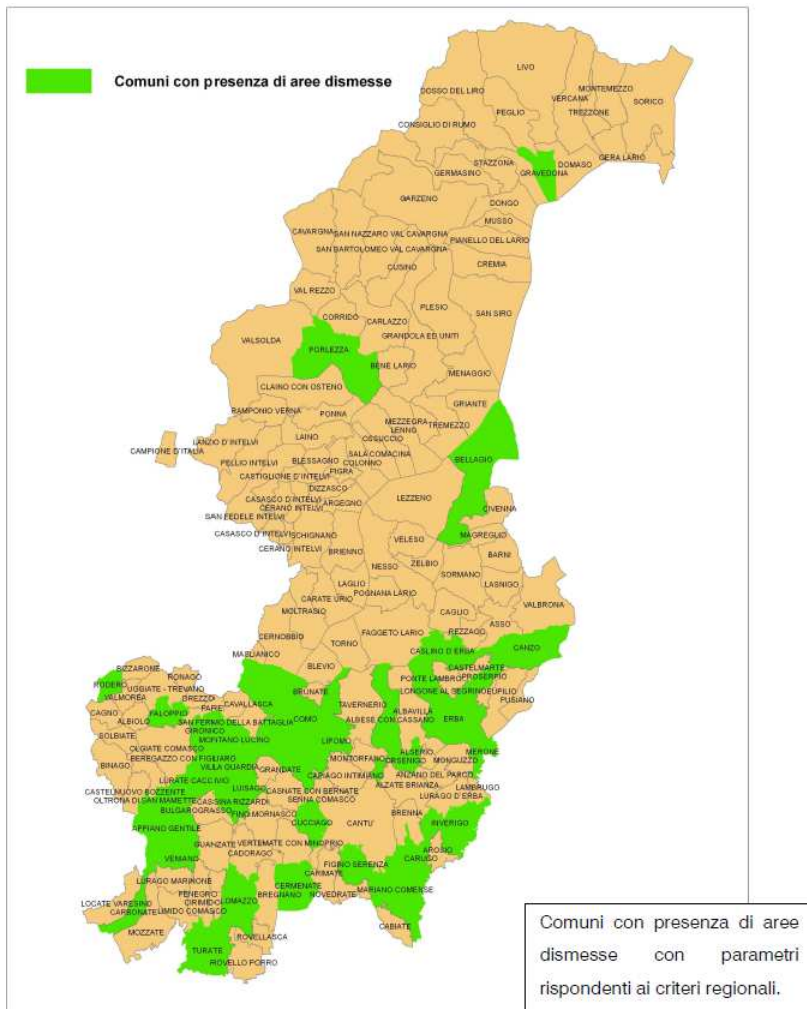 Comuni con presenza di aree dismesse
LIVO
DOSSO DEL LIRO
MONTEMEZZO
VERCANA
SORICO
PEGLIO
TREZZONE
CONSIGLIO DI RUMO
GERA LARIO
STAZZONA
DOMASO
GERMASINO
GRAVEDONA
GARZENO
DONGO
MUSSO
CAVARGNA
SAN NAZZARO VAL CAVARGNA
PIANELLO DEL LARIO
SAN BARTOLOMEO VAL CAVARGNA
CREMIA
CUSINO
VAL REZZO
PLESIO
SAN SIRO
CORRIDO
CARLAZZO
VALSOLDA
GRANDOLA ED UNITI
PORLEZZA
BENE LARIO
MENAGGIO
CLAINO CON OSTENO
GRIANTE
RAMPONIO VERNA
PONNA
MEZZEGRA
TREMEZZO
LENNO
LANZIO D'INTELVI
LAINO
OSSUCCIO
CAMPIONE D'ITALIA
SALA COMACINA
BELLAGIO
PELLIO INTELVI
BLESSAGNO
COLONNO
PIGRA
CASTIGLIONE D'INTELVI
DIZZASCO
LEZZENO
CASASCO D'INTELVI
ARGEGNO
CERANO INTELVI
CIVENNA
SAN FEDELE INTELVI
CASASCO D'INTELVI
SCHIGNANO
VELESO
MAGREGLIO
CERANO INTELVI
BRIENNO
BARNI
NESSO
ZELBIO
SORMANO
LAGLIO
LASNIGO
CARATE URIO
POGNANA LARIO
VALBRONA
MOLTRASIO
CAGLIO
ASSO
CERNOBBIO
TORNO
FAGGETO LARIO
REZZAGO
CASLINO D'ERBA
CANZO
MASLIANICO
BLEVIO
CASTELMARTE
BIZZARONE
RONAGO
PONTE LAMBRO
PROSERPIO
RODERO
UGGIATE - TREVANO
BRUNATE
LONGONE AL SEGRINO
EUPILIO
VALMOREA
DREZZO
CAVALLASCA
TAVERNERIO
ALBAVILLA
PUSIANO
CAGNO
FALOPPIO
PARE'
COMO
ALBESE CON CASSANO
ERBA
ALBIOLO
SAN FERMO DELLA BATTAGLIA
SOLBIATE
GIRONICO
LIPOMO
MONTANO LUCINO
ALSERIO
MERONE
OLGIATE COMASCO
MONTORFANO
ORSENIGO
MONGUZZO
BINAGO
BEREGAZZO CON FIGLIARO
VILLA GUARDIA
GRANDATE
CAPIAGO INTIMIANO
ANZANO DEL PARCO
LURATE CACCIVIO
LUISAGO
CASNATE CON BERNATE
ALZATE BRIANZA
LAMBRUGO
CASTELNUOVO BOZZENTE
CASSINA RIZZARDI
SENNA COMASCO
LURAGO D'ERBA
OLTRONA DI SAN MAMETTE
BULGAROGRASSO
FINO MORNASCO
BRENNA
APPIANO GENTILE
CUCCIAGO
CANTU'
INVERIGO
GUANZATE
VERTEMATE CON MINOPRIO
AROSIO
VENIANO
CADORAGO
FIGINO SERENZA
CARUGO
LURAGO MARINONE
CARIMATE
LOCATE VARESINO
FENEGRO'
CERMENATE
MARIANO COMENSE
CIRIMIDO
LOMAZZO
BREGNANO
NOVEDRATE
CARBONATE
LIMIDO COMASCO
MOZZATE
ROVELLASCA
CABIATE
TURATE
ROVELLO PORRO
Comuni con presenza di aree
dismesse con parametri
rispondenti ai criteri regionali.